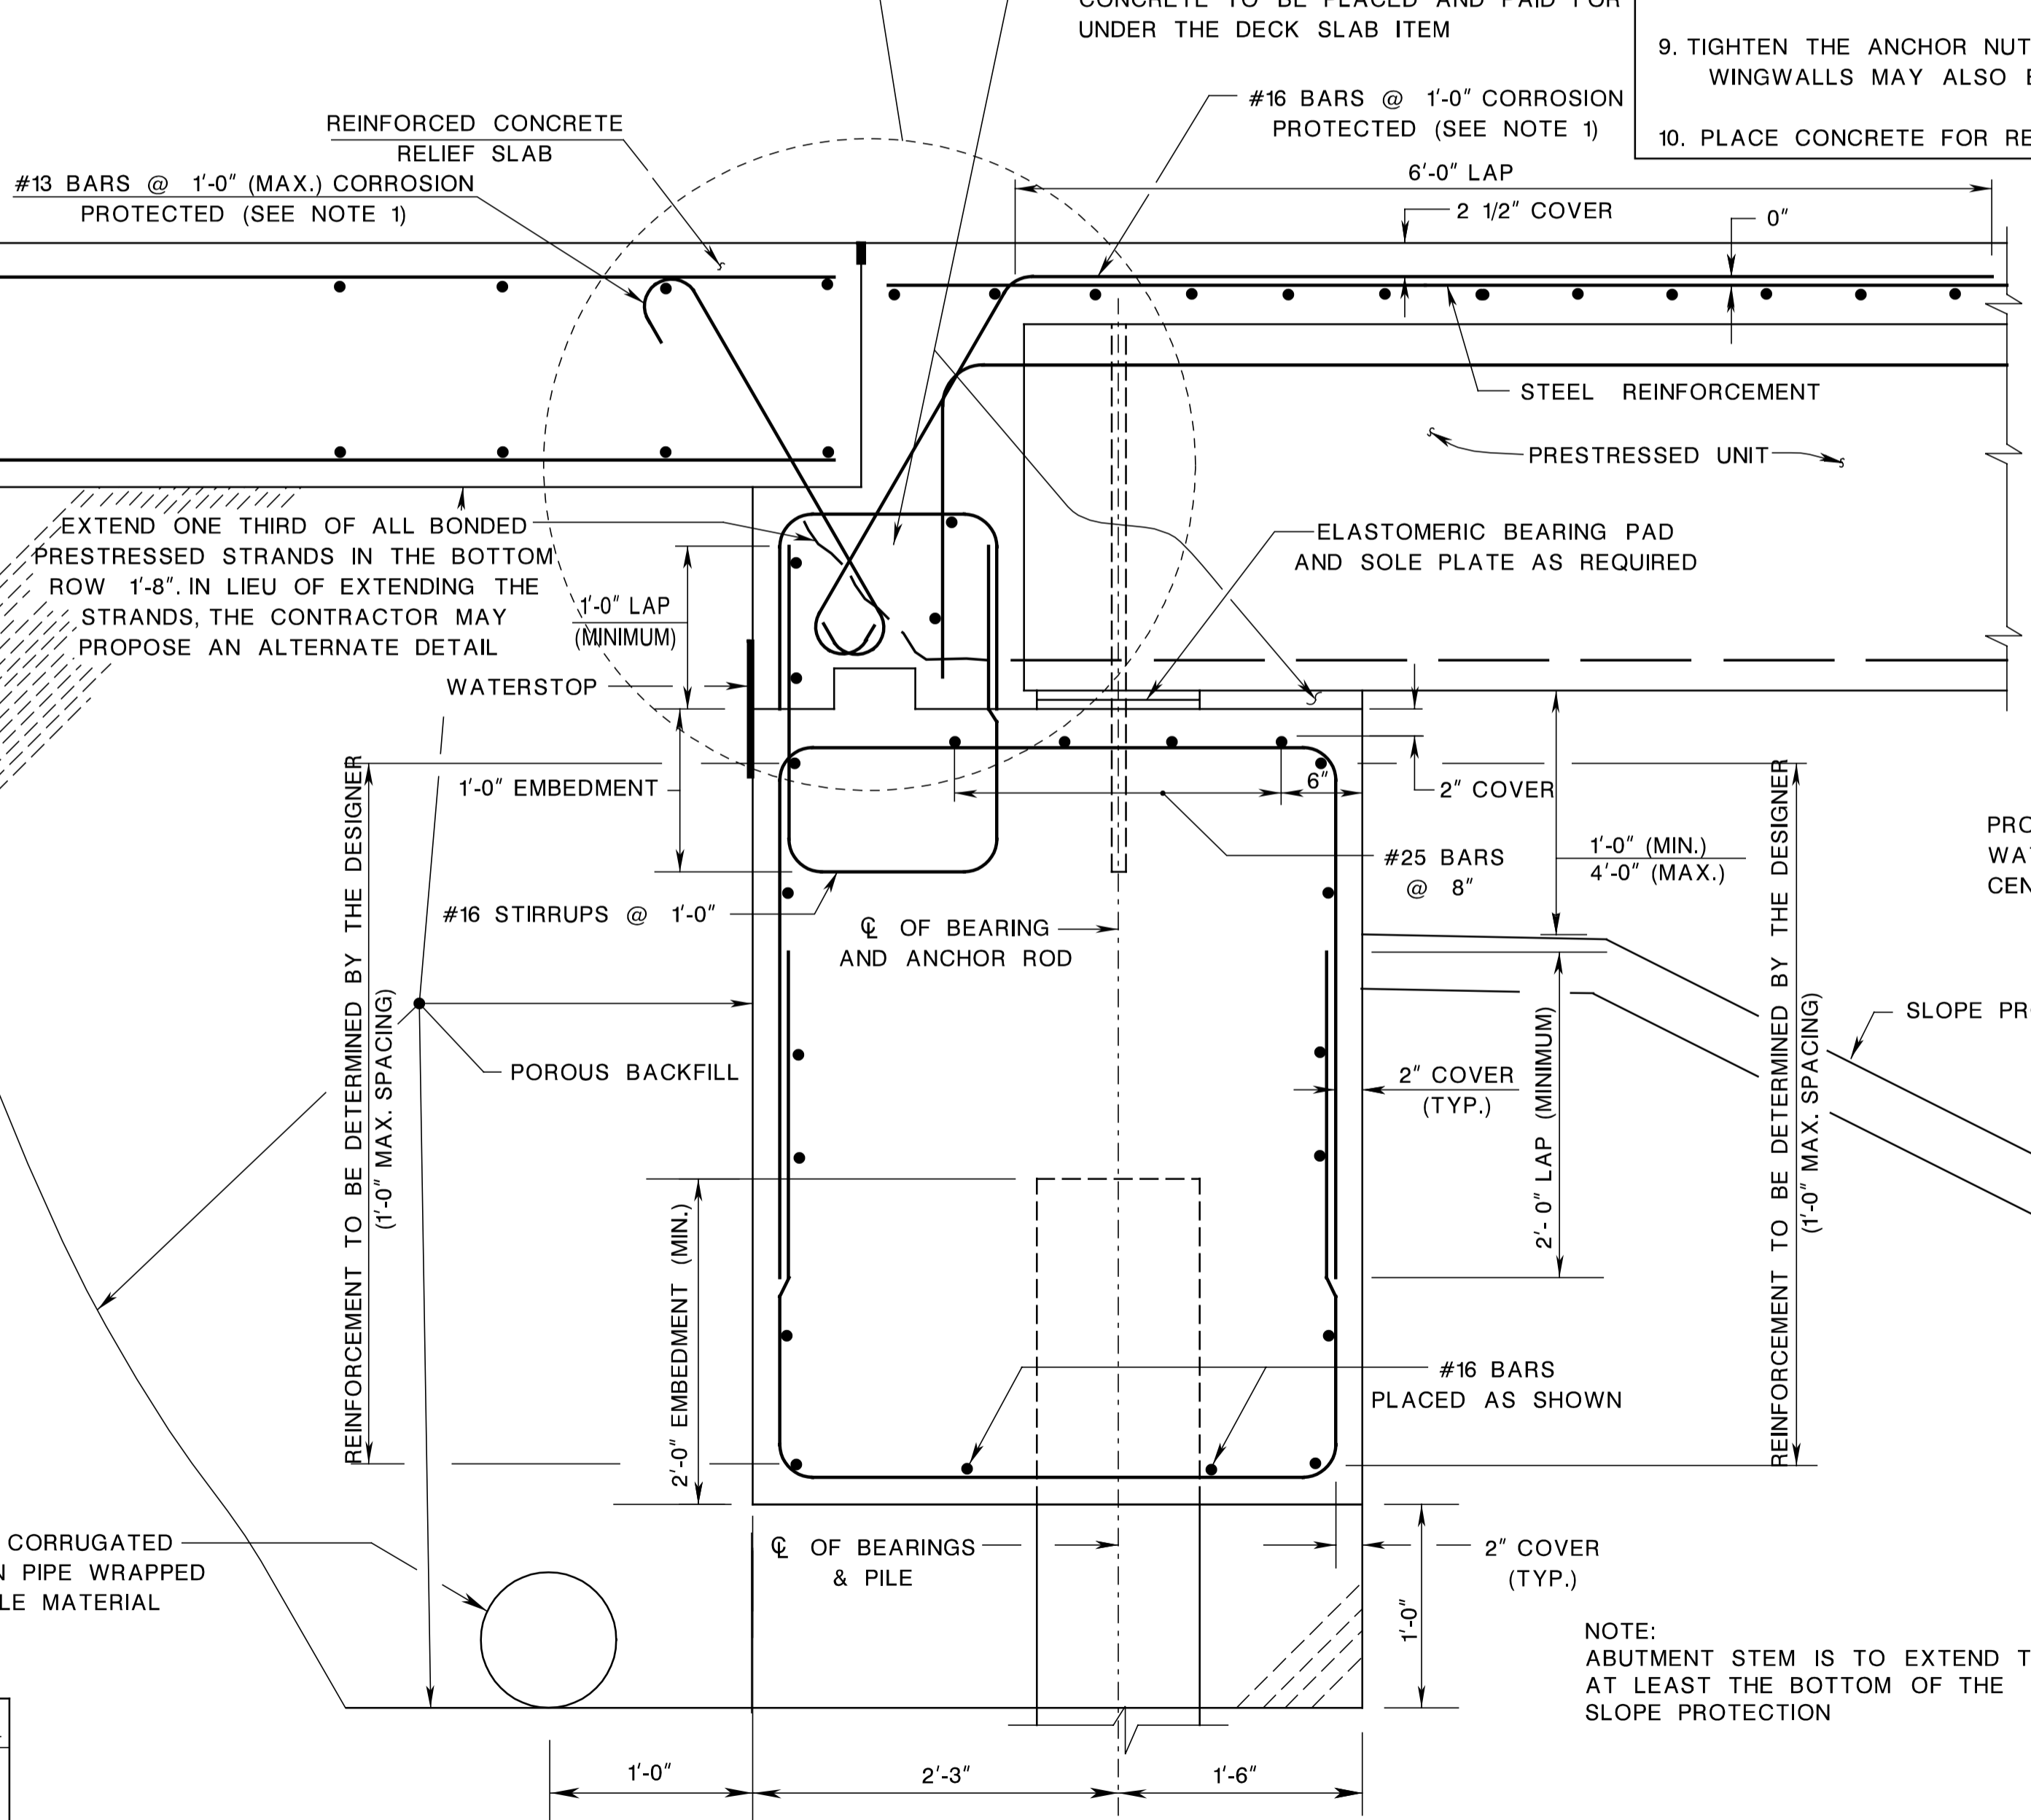 CONCRETE TO BE PLACED AND PAID FOR
UNDER THE DECK SLAB ITEM
9. TIGHTEN THE ANCHOR NUT
WINGWALLS MAY ALSO
10. PLACE CONCRETE FOR RE
#16 BARS @ 1'-0" CORROSION
PROTECTED (SEE NOTE 1)
REINFORCED CONCRETE
RELIEF SLAB
#13 BARS @ 1'-0" (MAX.) CORROSION
PROTECTED (SEE NOTE 1)
6'-0" LAP
2 1/2" COVER
0"
STEEL REINFORCEMENT
PRESTRESSED UNIT
EXTEND ONE THIRD OF ALL BONDED
PRESTRESSED STRANDS IN THE BOTTOM
ROW 1'-8". IN LIEU OF EXTENDING THE
STRANDS, THE CONTRACTOR MAY
PROPOSE AN ALTERNATE DETAIL
ELASTOMERIC BEARING PAD
AND SOLE PLATE AS REQUIRED
1'-0" LAP
(MINIMUM)
WATERSTOP
1'-0" EMBEDMENT
6"
2" COVER
#25 BARS
@ 8"
1'-0" (MIN.)
4'-0" (MAX.)
PRO
WA
CEN
#16 STIRRUPS @ 1'-0"
℄ OF BEARING
AND ANCHOR ROD
REINFORCEMENT TO BE DETERMINED BY THE DESIGNER
(1'-0" MAX. SPACING)
POROUS BACKFILL
2" COVER
(TYP.)
2'- 0" LAP (MINIMUM)
REINFORCEMENT TO BE DETERMINED BY THE DESIGNER
(1'-0" MAX. SPACING)
SLOPE PR
2'-0" EMBEDMENT (MIN.)
#16 BARS
PLACED AS SHOWN
CORRUGATED
N PIPE WRAPPED
LE MATERIAL
℄ OF BEARINGS
& PILE
2" COVER
(TYP.)
1'-0"
NOTE:
ABUTMENT STEM IS TO EXTEND T
AT LEAST THE BOTTOM OF THE
SLOPE PROTECTION
1'-0"
2'-3"
1'-6"